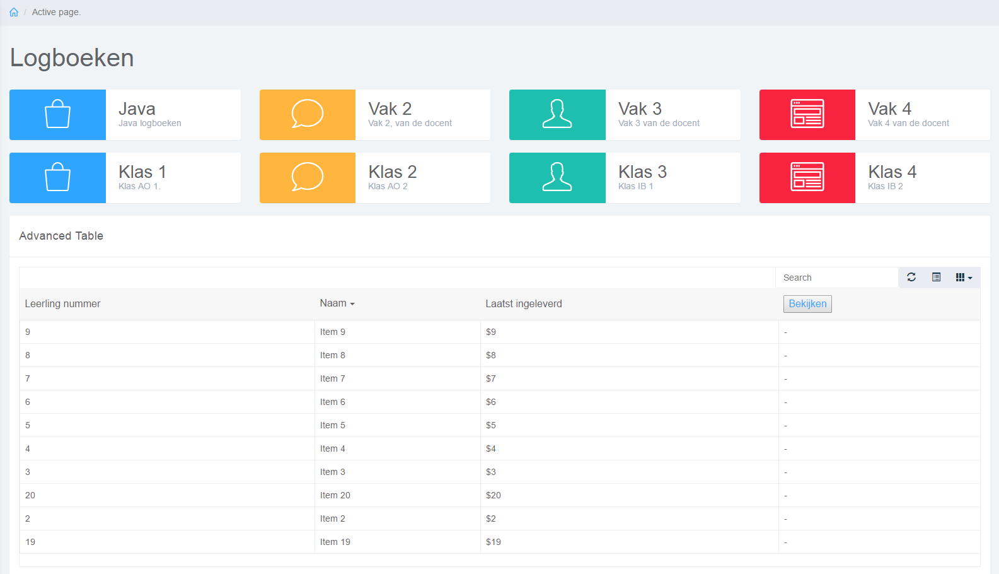 / Active page.
Logboeken
Java
Java logboeken
Vak 2
Vak 2, van de docent
Vak 3
Vak 3 van de docent
Vak 4
Vak 4 van de docent
Klas 1
Klas AO 1.
Klas 2
Klas AO 2
Klas 3
Klas IB 1
Klas 4
Klas IB 2
Advanced Table
Search
Leerling nummer Naam Laatst ingeleverd Bekijken
9 Item 9 $9 -
8 Item 8 $8 -
7 Item 7 $7 -
6 Item 6 $6 -
5 Item 5 $5 -
4 Item 4 $4 -
3 Item 3 $3 -
20 Item 20 $20 -
2 Item 2 $2 -
19 Item 19 $19 -